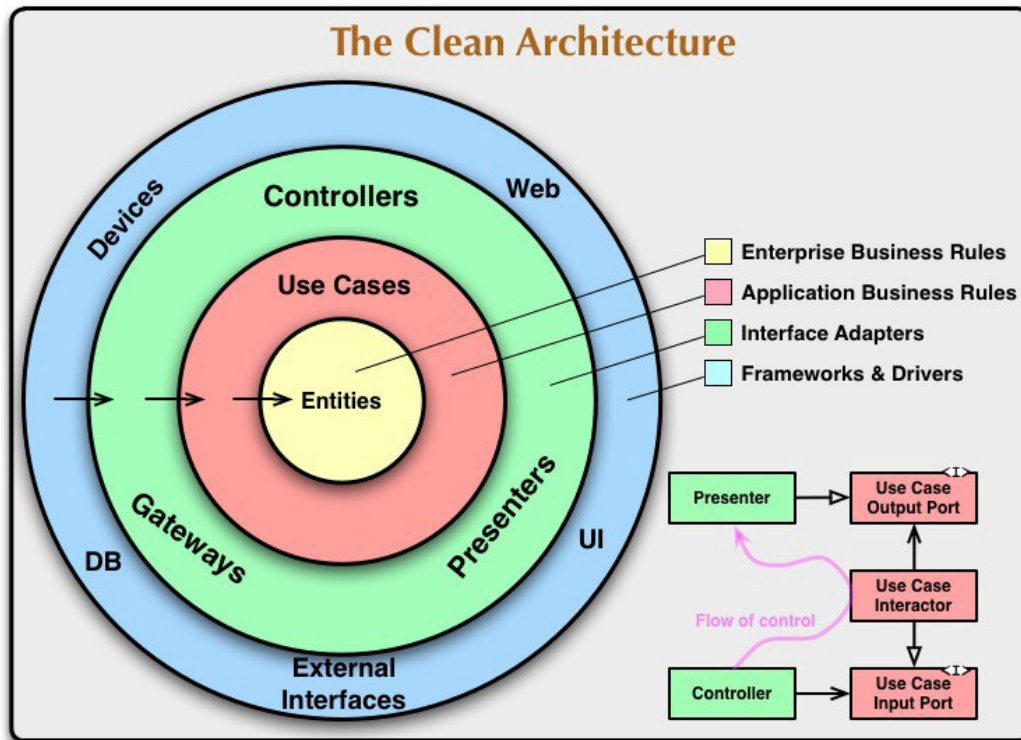 The Clean Architecture
Devices
Web
Controllers
Use Cases
Entities
Gateways
Presenters
DB
UI
External
Interfaces
Enterprise Business Rules
Application Business Rules
Interface Adapters
Frameworks & Drivers
Presenter
<I>
Use Case
Output Port
Use Case
Interactor
Flow of control
Controller
<I>
Use Case
Input Port